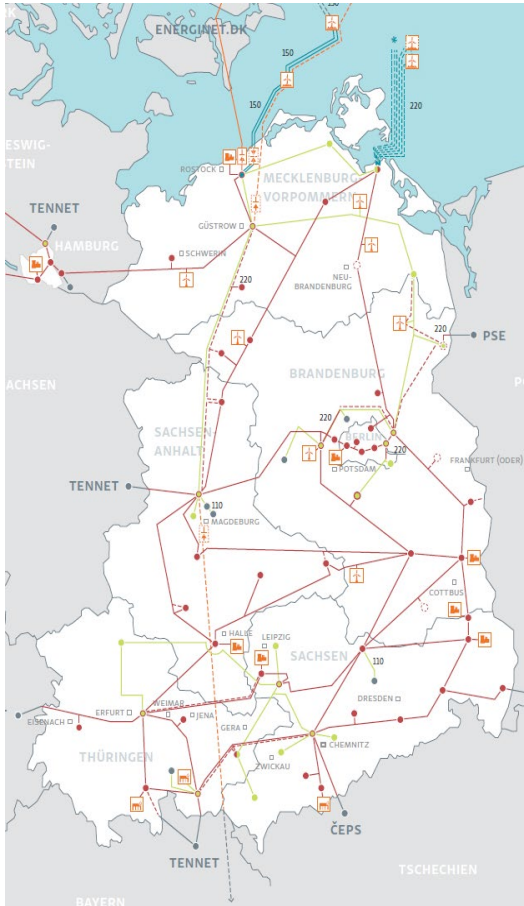 ENERGINET.DK
150
150
150
220
ROSTOCK
MECKLENBURG
VORPOMMERN
TENNET
HAMBURG
GÜSTROW
SCHWERIN
220
NEU-
BRANDENBURG
220
PSE
BRANDENBURG
ACHSEN
SACHSEN-
ANHALT
220
BERLIN
220
FRANKFURT (ODER)
POTSDAM
TENNET
110
MAGDEBURG
COTTBUS
HALLE
LEIPZIG
SACHSEN
110
DRESDEN
WEIMAR
ERFURT
JENA
EISENACH
GERA
CHEMNITZ
THÜRINGEN
ZWICKAU
ČEPS
TENNET
TSCHECHIEN
BAYERN